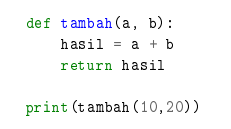 def tambah(a, b):
    hasil = a + b
    return hasil

print(tambah(10,20))